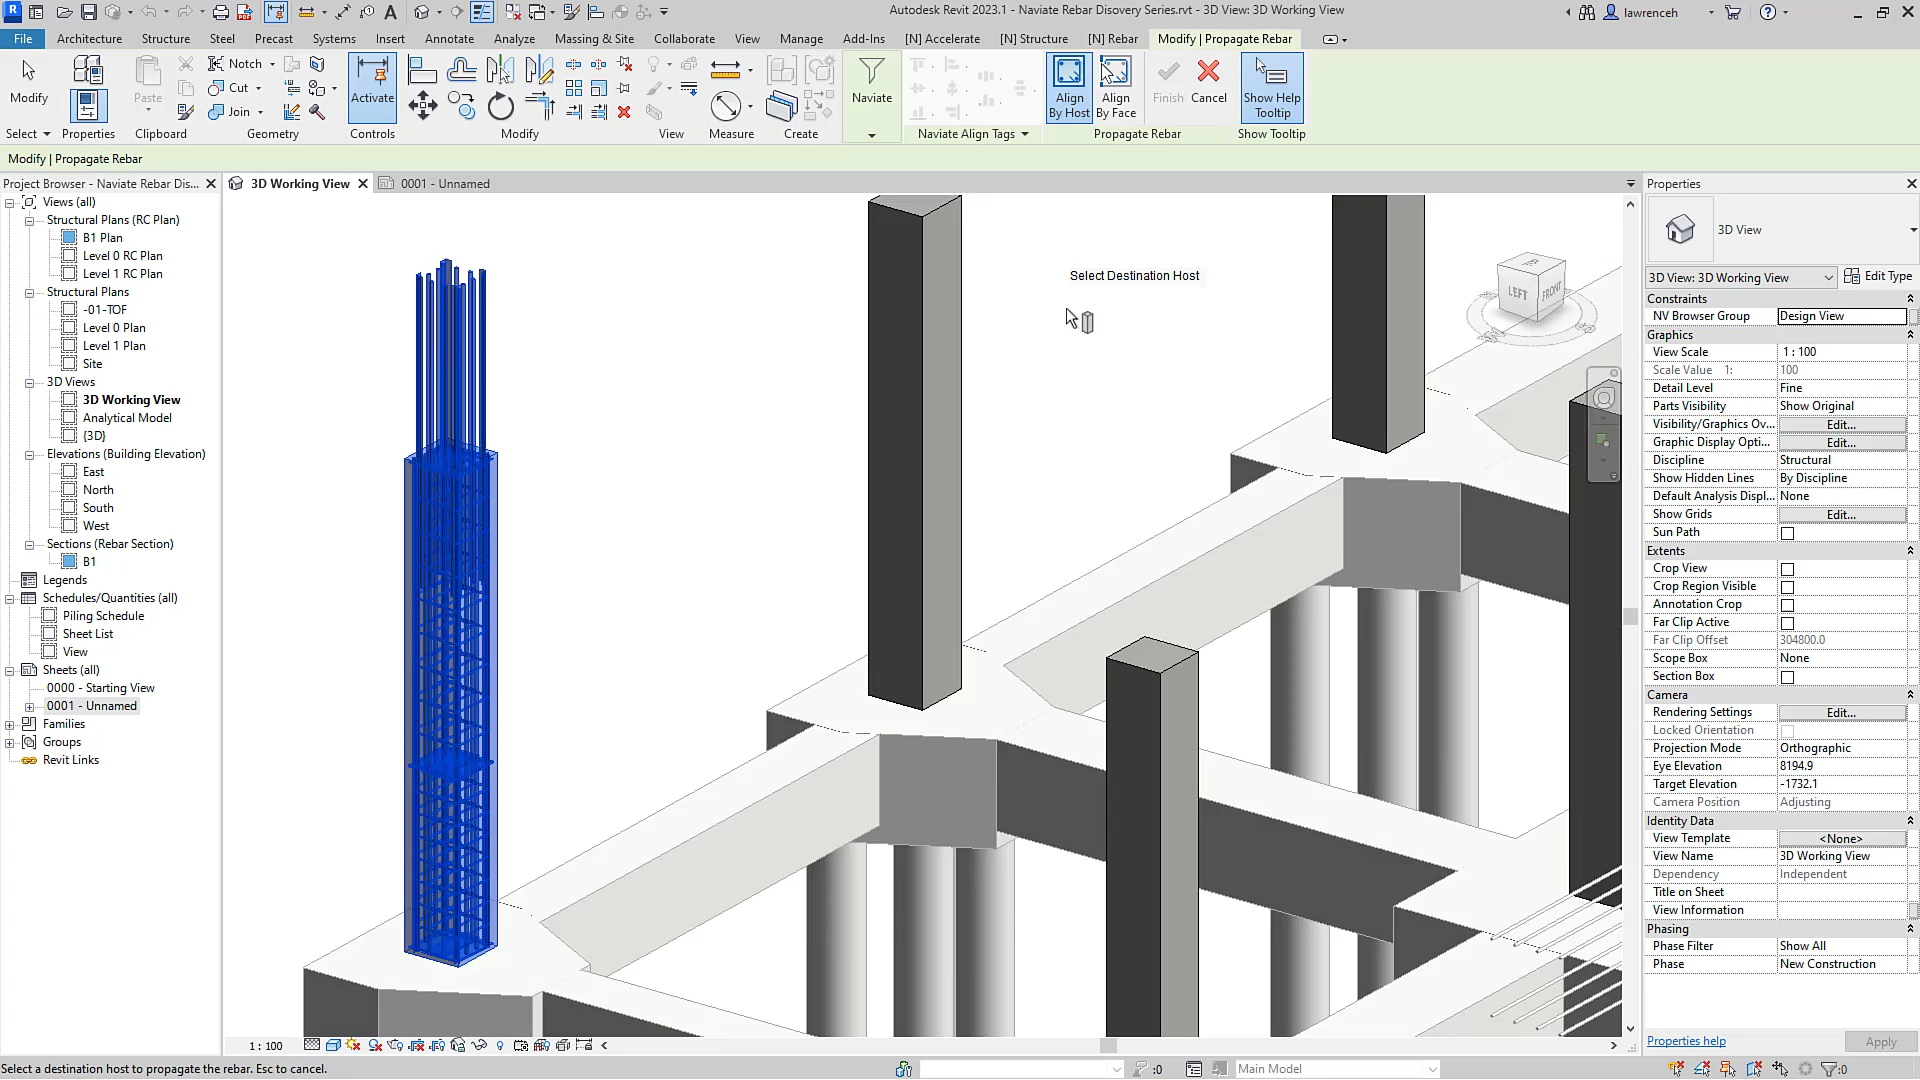 Autodesk Revit 2023.1 - Naviate Rebar Disovery Series.rvt - 3D View: 3D Working View
lawrenceh
File
Architecture
Structure
Steel
Precast
Systems
Insert
Annotate
Analyze
Massing & Site
Collaborate
View
Manage
Add-Ins
[N] Accelerate
[N] Structure
[N] Rebar
Modify | Propagate Rebar
Modify
Paste
Notch
Cut
Join
Activate
Naviate
Align
By Host
Align
By Face
Finish
Cancel
Show Help
Tooltip
Select
Properties
Clipboard
Geometry
Controls
Modify
View
Measure
Create
Naviate Align Tags
Propagate Rebar
Show Tooltip
Modify | Propagate Rebar
Project Browser - Naviate Rebar Dis...
3D Working View
0001 - Unnamed
Properties
Views (all)
Structural Plans (RC Plan)
B1 Plan
Level 0 RC Plan
Level 1 RC Plan
Structural Plans
-01-TOF
Level 0 Plan
Level 1 Plan
Site
3D Views
3D Working View
Analytical Model
{3D}
Elevations (Building Elevation)
East
North
South
West
Sections (Rebar Section)
B1
Legends
Schedules/Quantities (all)
Piling Schedule
Sheet List
View
Sheets (all)
0000 - Starting View
0001 - Unnamed
Families
Groups
Revit Links
Select Destination Host
LEFT
FRONT
3D View
3D View: 3D Working View
Edit Type
Constraints
NV Browser Group Design View
Graphics
View Scale 1 : 100
Scale Value 1: 100
Detail Level Fine
Parts Visibility Show Original
Visibility/Graphics Ov... Edit...
Graphic Display Opti... Edit...
Discipline Structural
Show Hidden Lines By Discipline
Default Analysis Displ... None
Show Grids Edit...
Sun Path
Extents
Crop View
Crop Region Visible
Annotation Crop
Far Clip Active
Far Clip Offset 304800.0
Scope Box None
Section Box
Camera
Rendering Settings Edit...
Locked Orientation
Projection Mode Orthographic
Eye Elevation 8194.9
Target Elevation -1732.1
Camera Position Adjusting
Identity Data
View Template <None>
View Name 3D Working View
Dependency Independent
Title on Sheet
View Information
Phasing
Phase Filter Show All
Phase New Construction
Properties help
Apply
1 : 100
Select a destination host to propagate the rebar. Esc to cancel.
:0
Main Model
:0